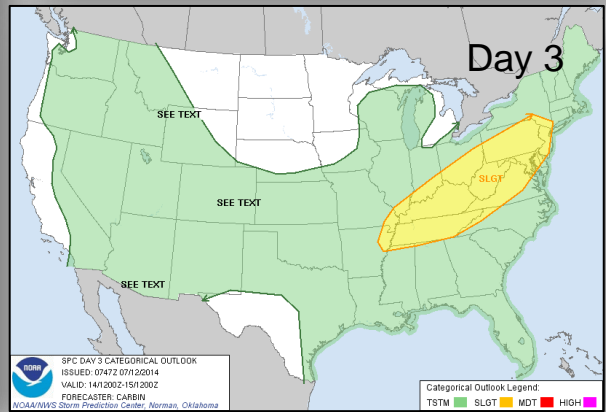 Day 3
SEE TEXT
SLGT
SEE TEXT
SEE TEXT
NOAA
SPC DAY 3 CATEGORICAL OUTLOOK
ISSUED: 0747Z 07/12/2014
VALID: 14/1200Z-15/1200Z
FORECASTER: CARBIN
NOAA/NWS Storm Prediction Center, Norman, Oklahoma
Categorical Outlook Legend:
TSTM SLGT MDT HIGH